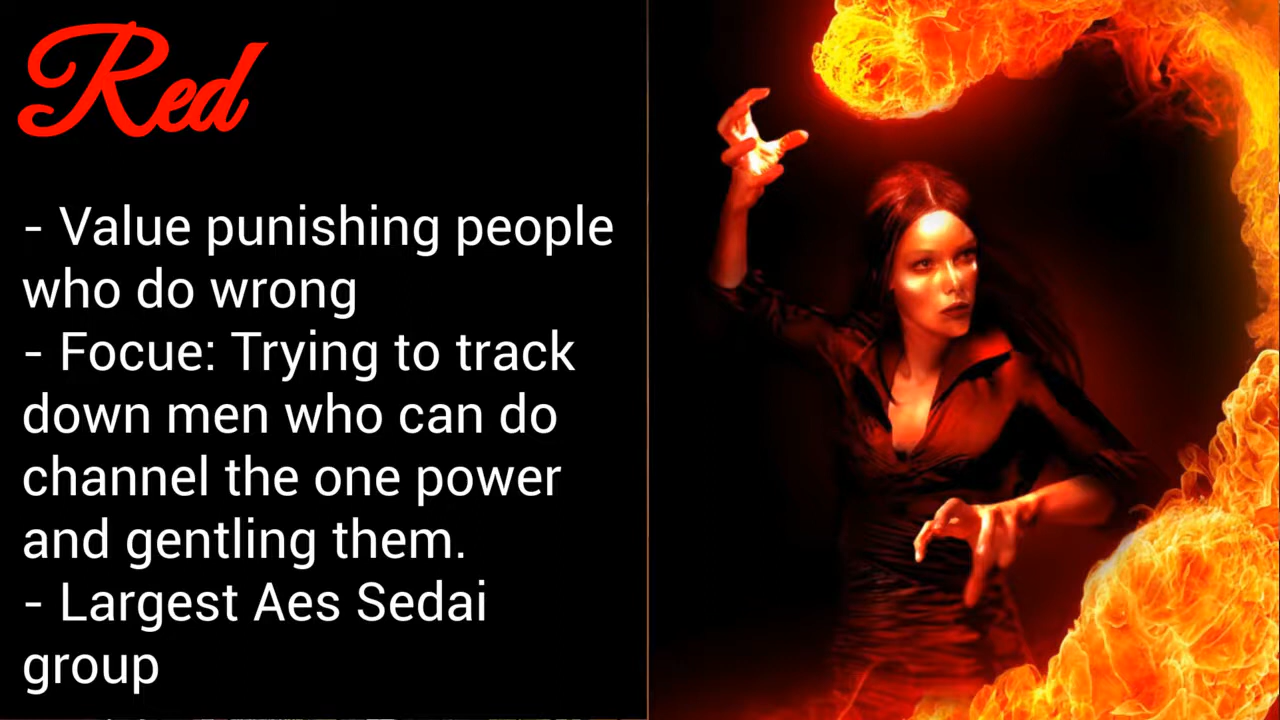 Red
- Value punishing people
who do wrong
- Focue: Trying to track
down men who can do
channel the one power
and gentling them.
- Largest Aes Sedai
group